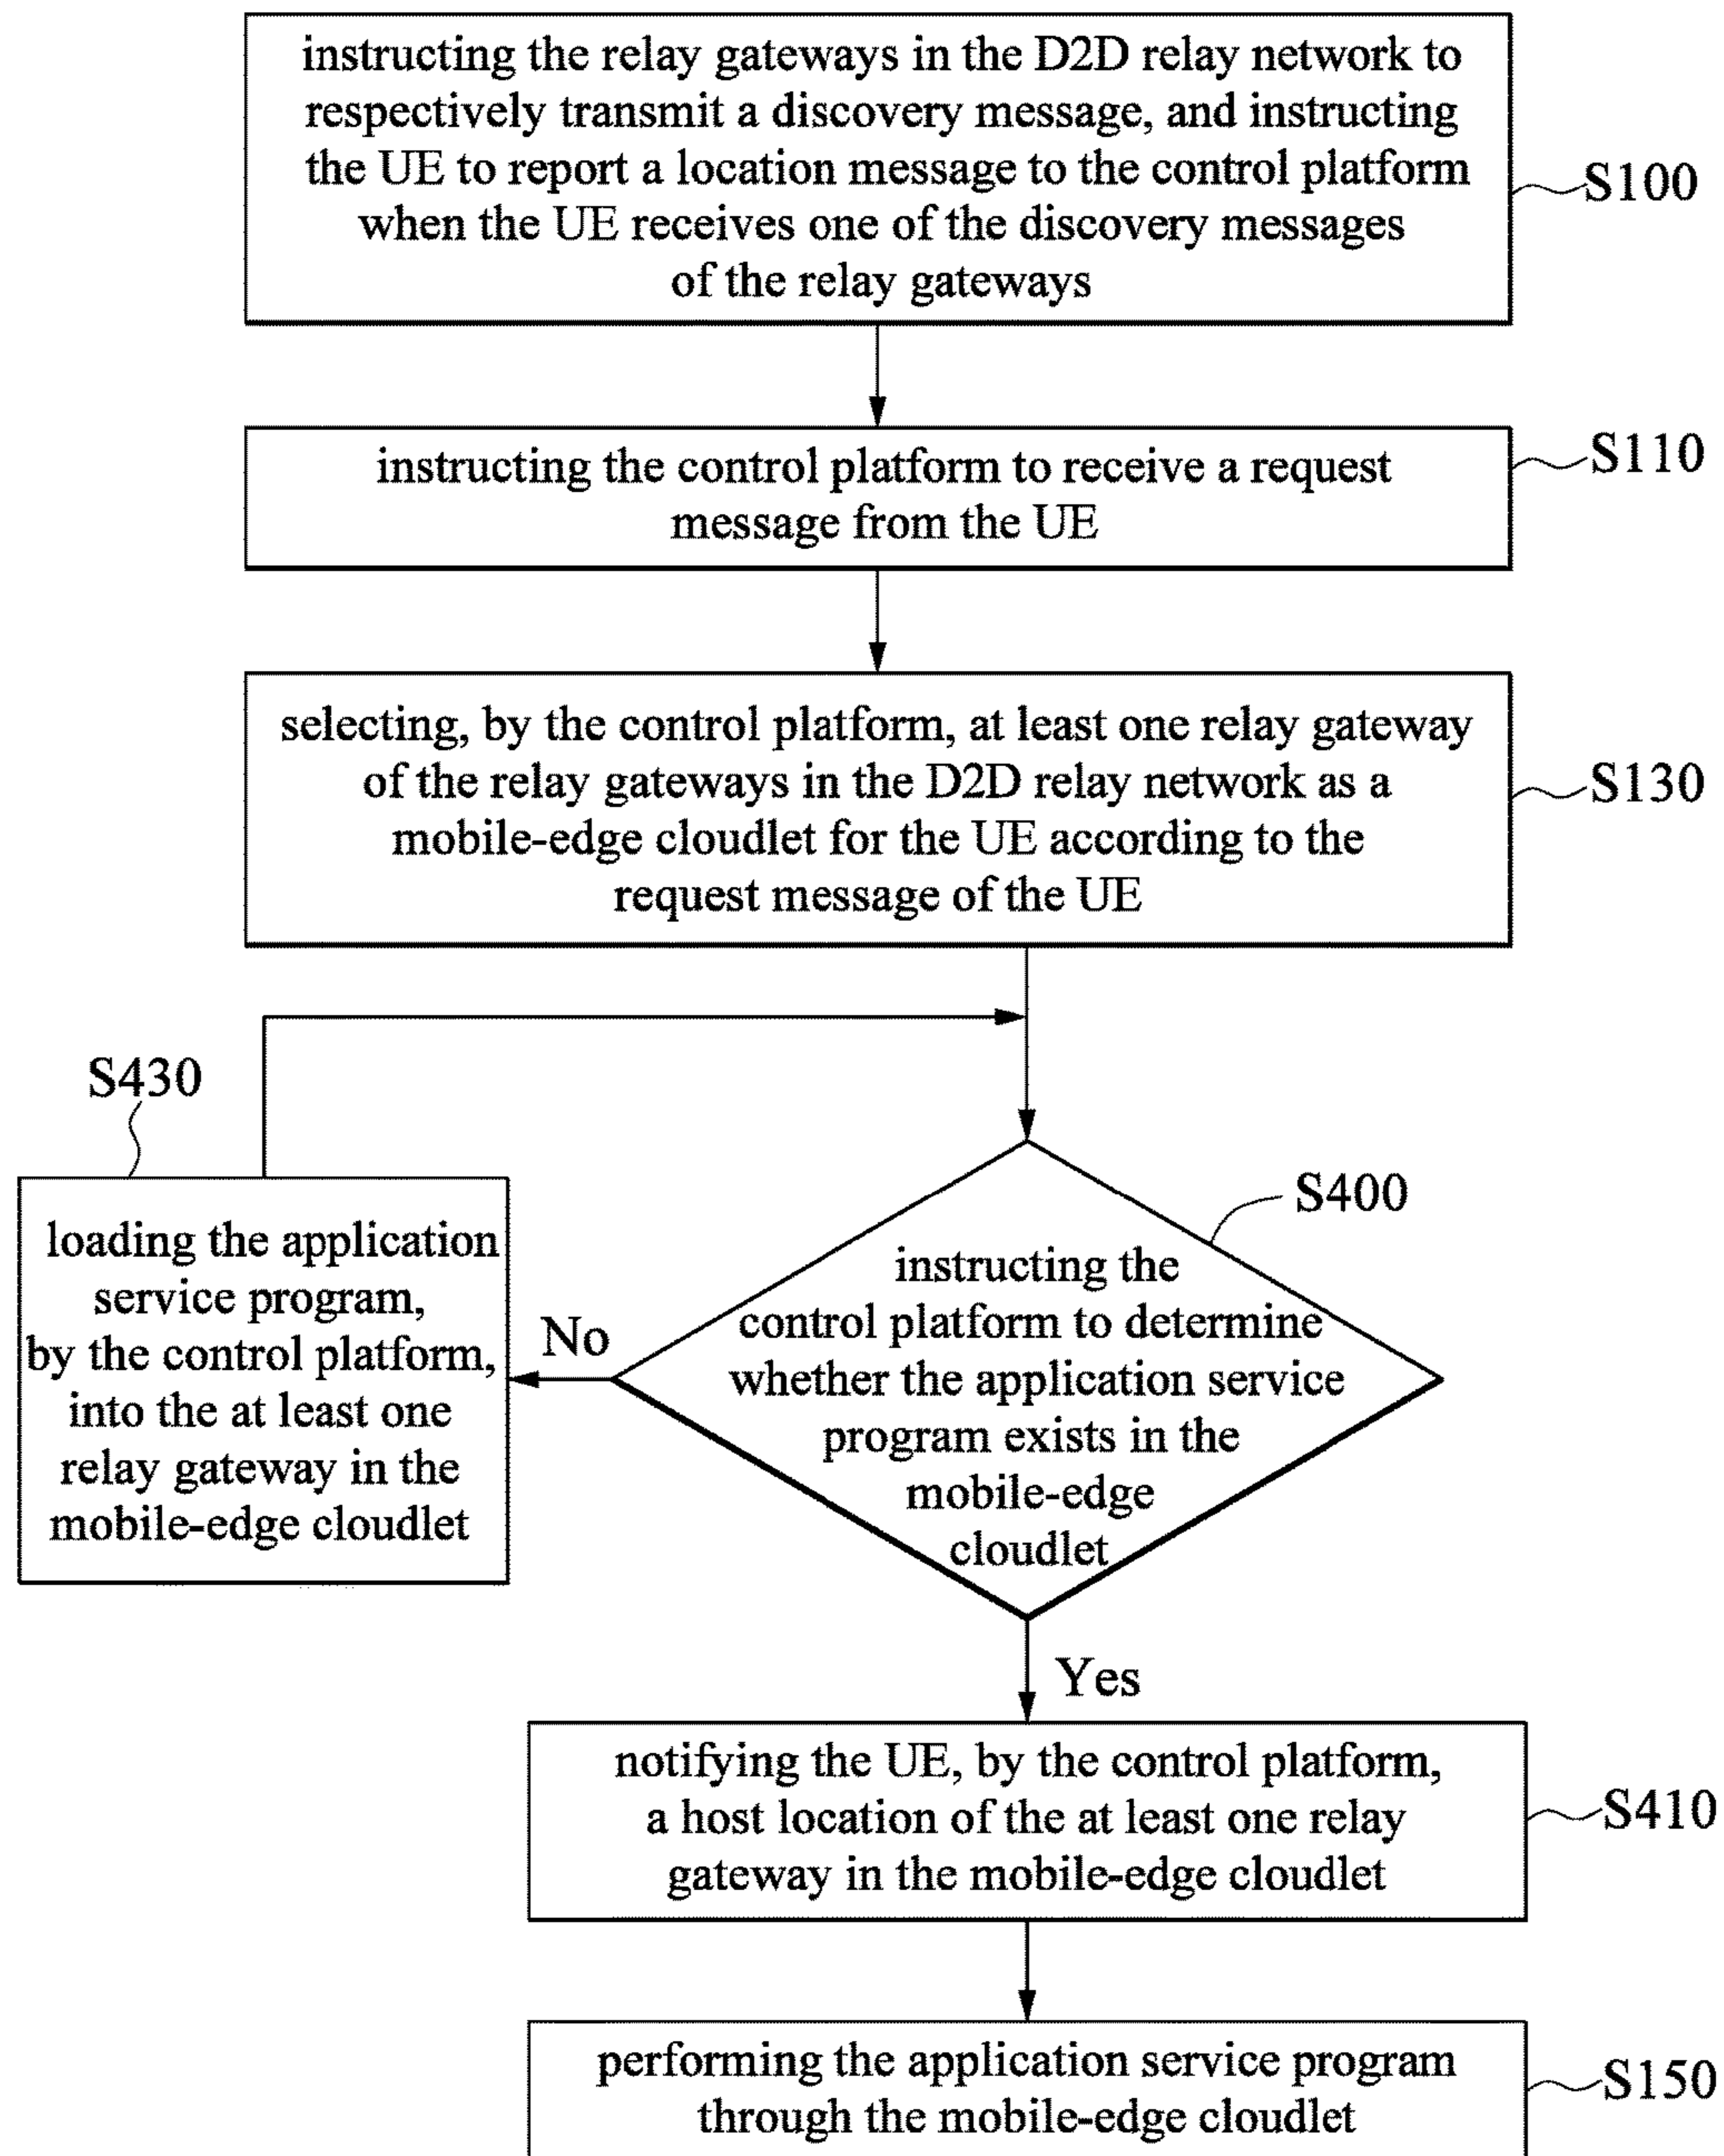 instructing the relay gateways in the D2D relay network to
respectively transmit a discovery message, and instructing
the UE to report a location message to the control platform
when the UE receives one of the discovery messages
of the relay gateways
S100
instructing the control platform to receive a request
message from the UE
S110
selecting, by the control platform, at least one relay gateway
of the relay gateways in the D2D relay network as a
mobile-edge cloudlet for the UE according to the
request message of the UE
S130
S430
loading the application
service program,
by the control platform,
into the at least one
relay gateway in the
mobile-edge cloudlet
No
S400
instructing the
control platform to determine
whether the application service
program exists in the
mobile-edge
cloudlet
Yes
notifying the UE, by the control platform,
a host location of the at least one relay
gateway in the mobile-edge cloudlet
S410
performing the application service program
through the mobile-edge cloudlet
S150